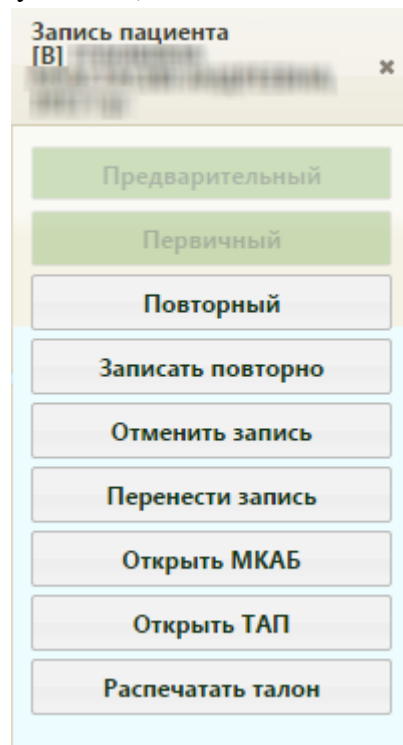 Запись пациента
[В]
×
Предварительный
Первичный
Повторный
Записать повторно
Отменить запись
Перенести запись
Открыть МКАБ
Открыть ТАП
Распечатать талон